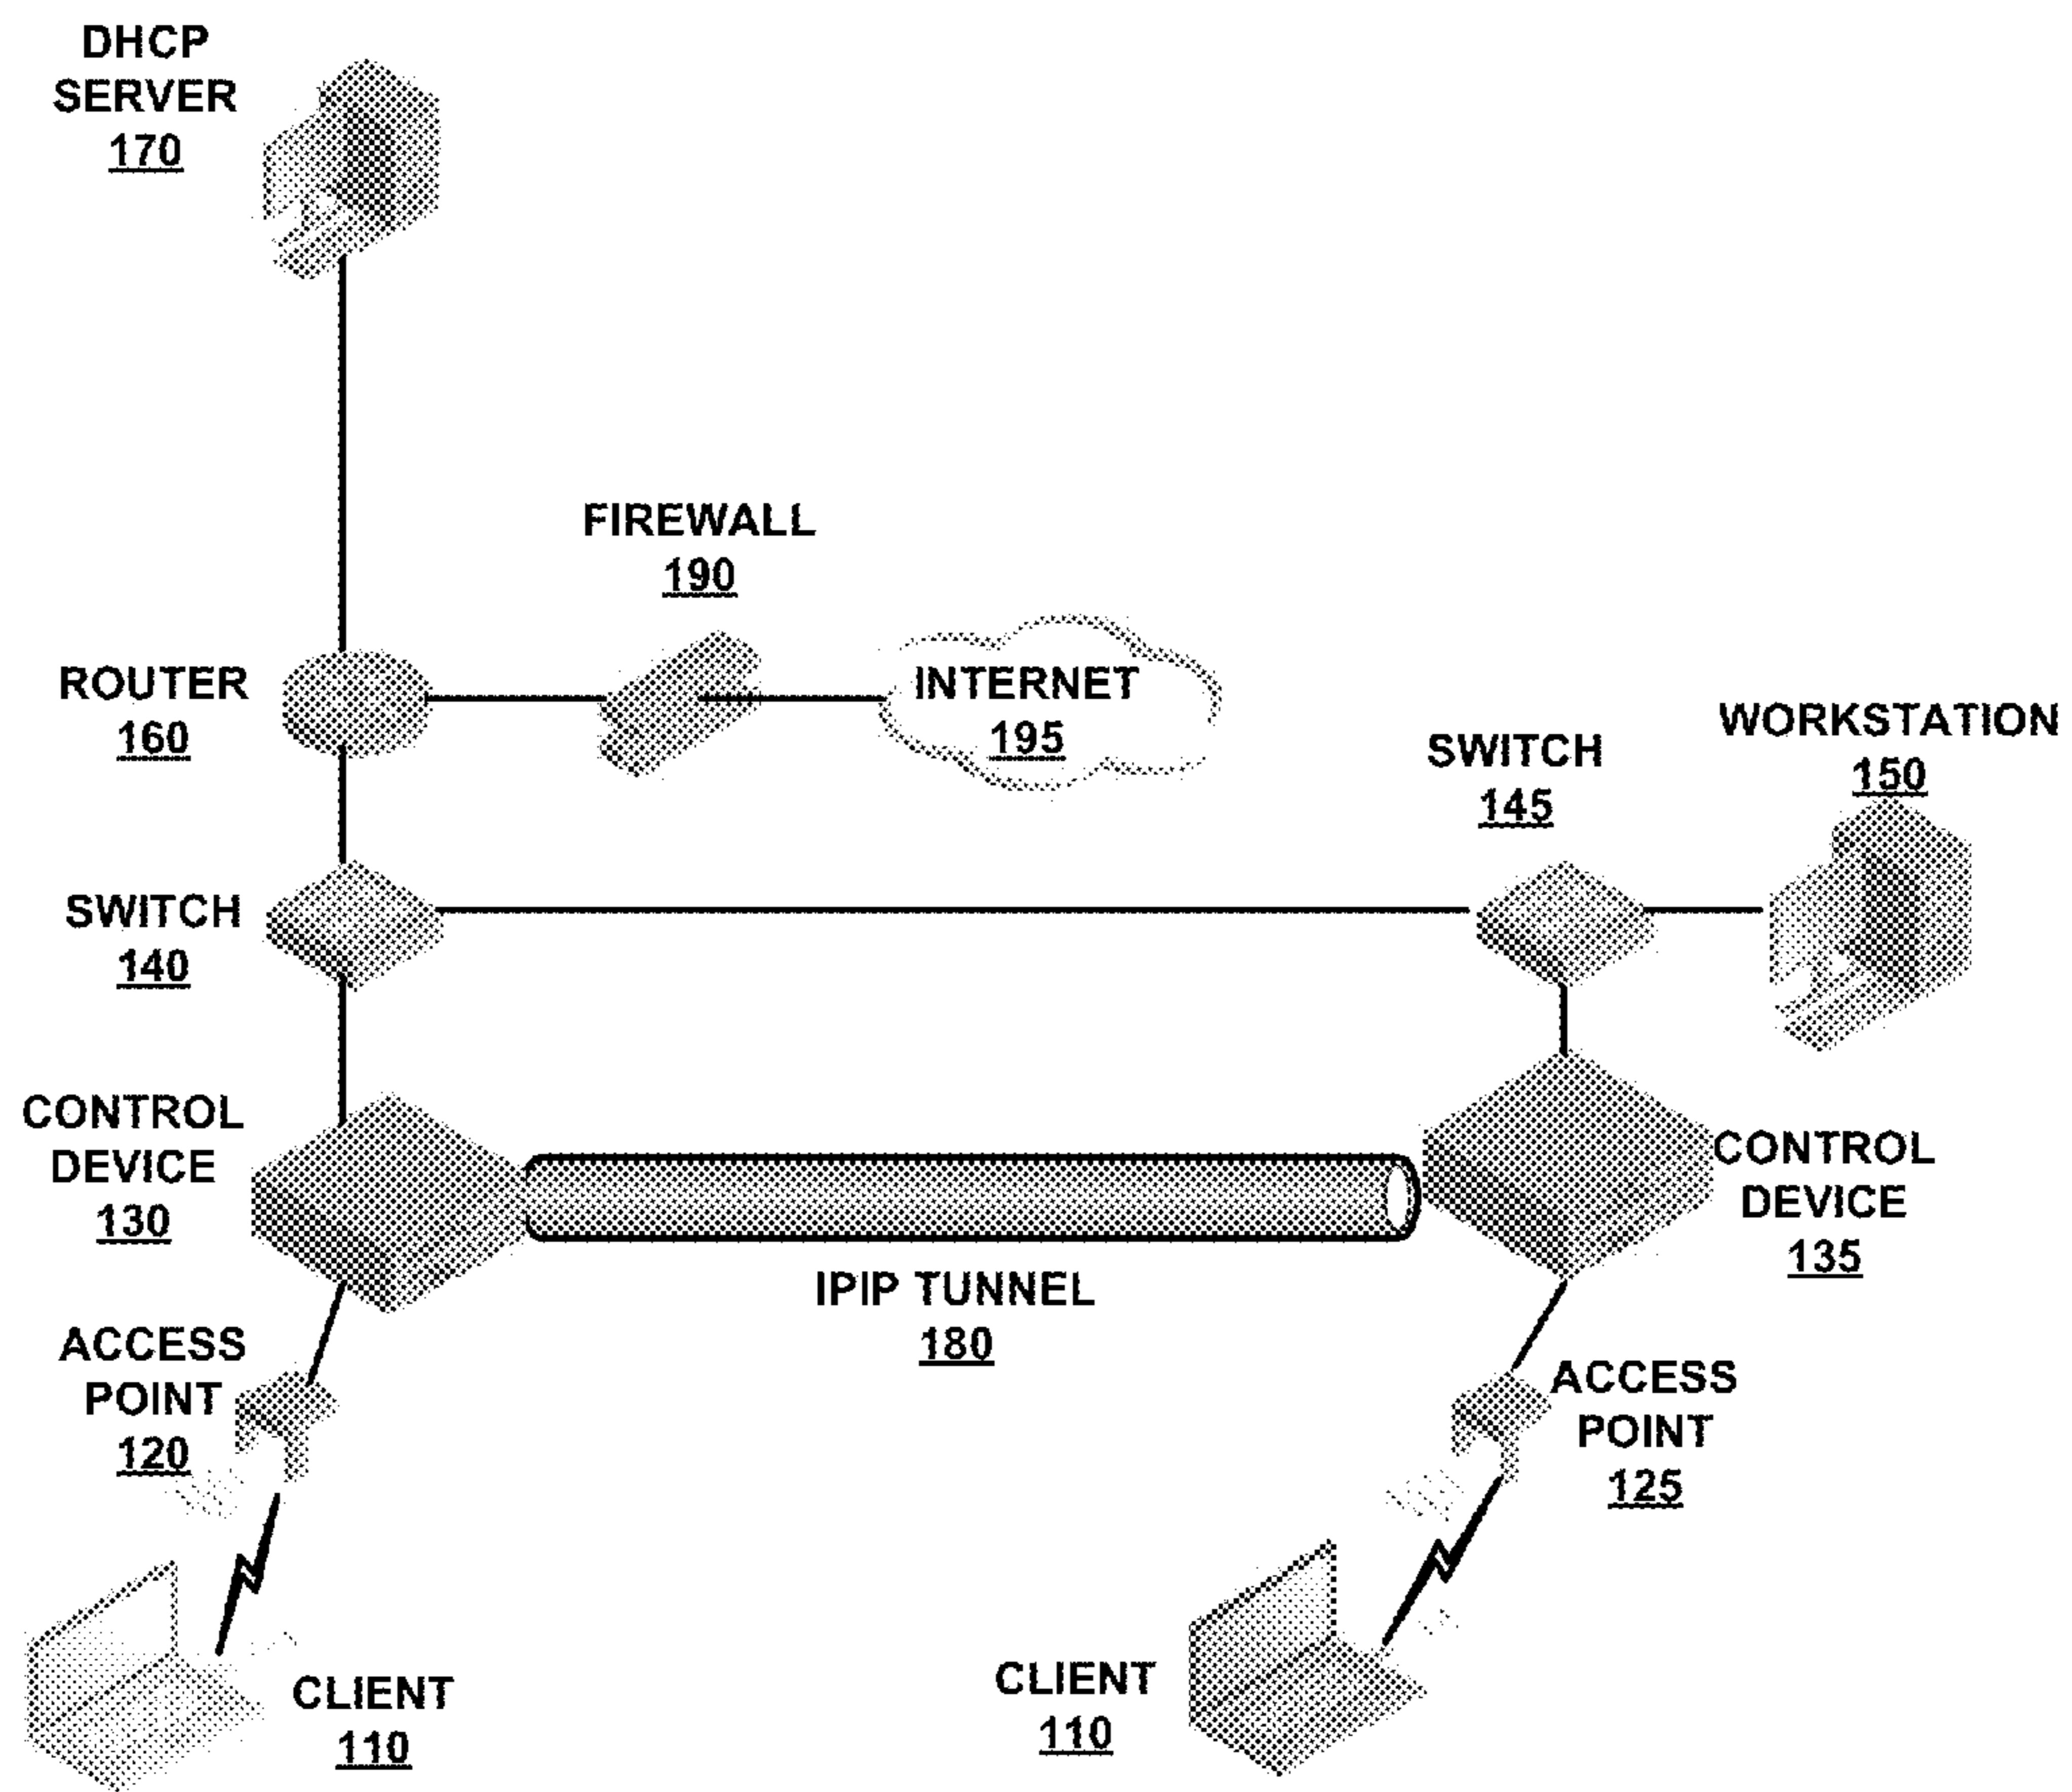 DHCP
SERVER
170
FIREWALL
190
ROUTER
160
INTERNET
195
SWITCH
145
WORKSTATION
150
SWITCH
140
CONTROL
DEVICE
130
CONTROL
DEVICE
135
IPIP TUNNEL
180
ACCESS
POINT
120
ACCESS
POINT
125
CLIENT
110
CLIENT
110